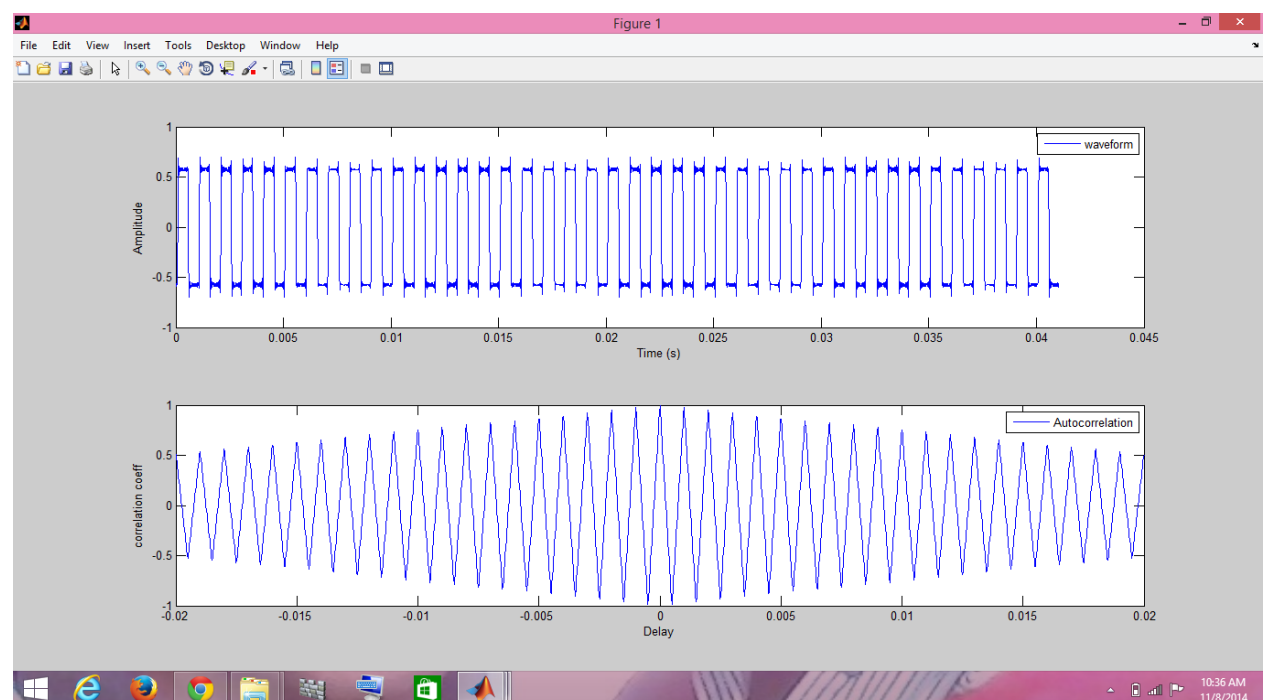 Figure 1
File Edit View Insert Tools Desktop Window Help
1
0.5
0
-0.5
-1
Amplitude
waveform
0 0.005 0.01 0.015 0.02 0.025 0.03 0.035 0.04 0.045
Time (s)
1
0.5
0
-0.5
-1
correlation coeff
Autocorrelation
-0.02 -0.015 -0.01 -0.005 0 0.005 0.01 0.015 0.02
Delay
10:36 AM
11/8/2014